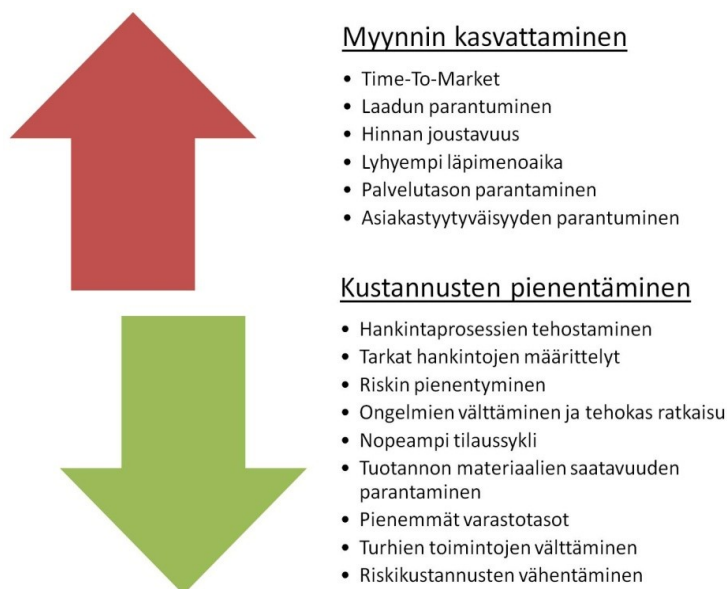 Myynnin kasvattaminen
• Time-To-Market
• Laadun parantuminen
• Hinnan joustavuus
• Lyhyempi läpimenoaika
• Palvelutason parantaminen
• Asiakastyytyväisyyden parantuminen
Kustannusten pienentäminen
• Hankintaprosessien tehostaminen
• Tarkat hankintojen määrittelyt
• Riskin pienentyminen
• Ongelmien välttäminen ja tehokas ratkaisu
• Nopeampi tilaussykli
• Tuotannon materiaalien saatavuuden
parantaminen
• Pienemmät varastotasot
• Turhien toimintojen välttäminen
• Riskikustannusten vähentäminen